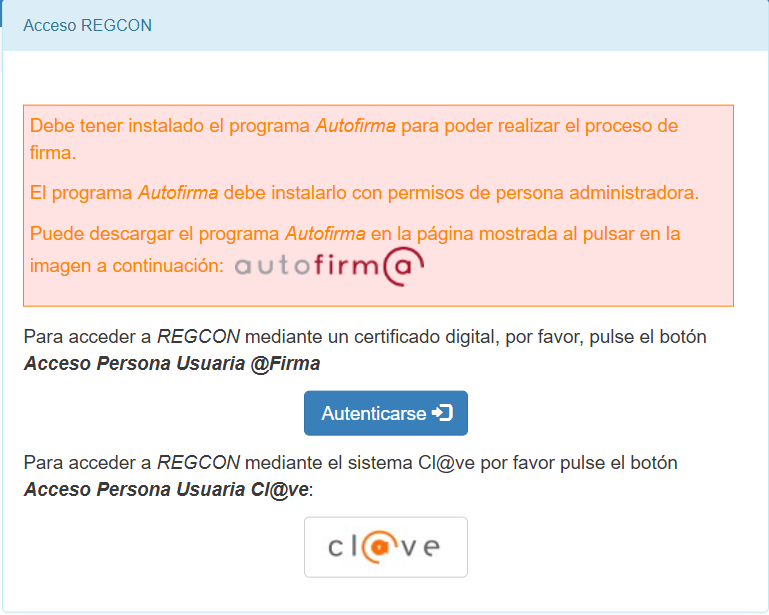 Acceso REGCON
Debe tener instalado el programa Autofirma para poder realizar el proceso de
firma.
El programa Autofirma debe instalarlo con permisos de persona administradora.
Puede descargar el programa Autofirma en la página mostrada al pulsar en la
imagen a continuación: autofirm@
Para acceder a REGCON mediante un certificado digital, por favor, pulse el botón
Acceso Persona Usuaria @Firma
Autenticarse
Para acceder a REGCON mediante el sistema Cl@ve por favor pulse el botón
Acceso Persona Usuaria Cl@ve:
cl@ve